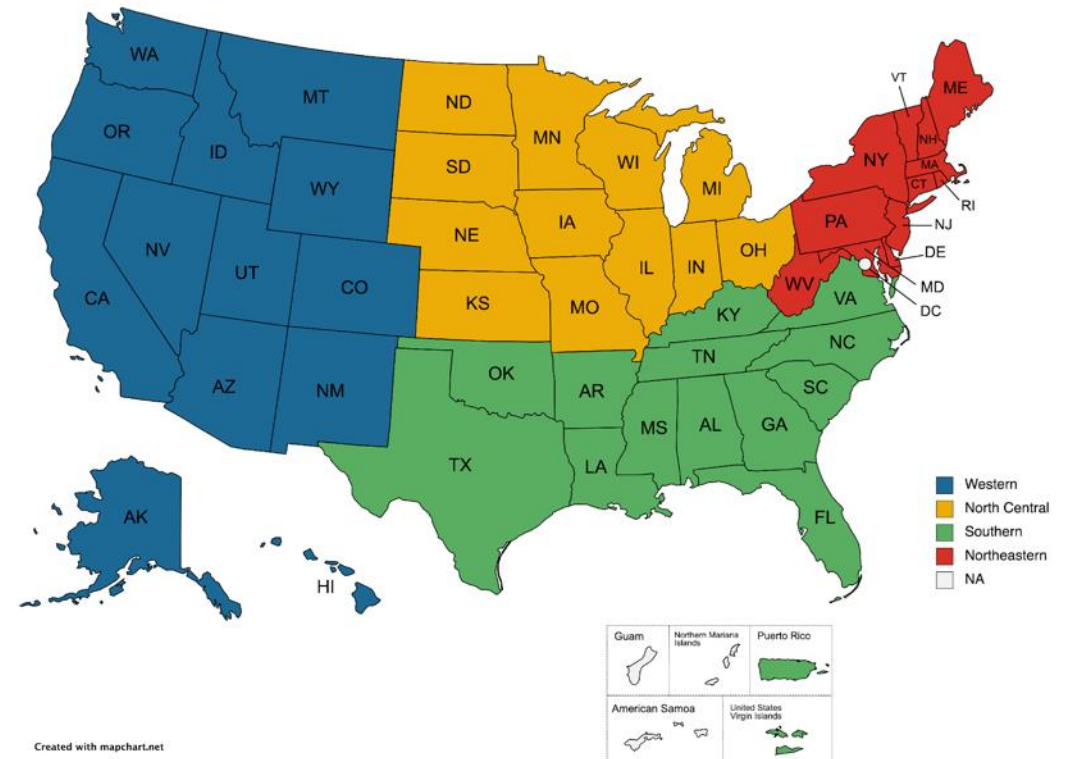 WA
MT
ND
MN
VT
ME
OR
ID
SD
WI
MI
NY
NH
MA
CT
RI
WY
NE
IA
PA
NJ
NV
UT
CO
IL
IN
OH
DE
CA
KS
MO
WV
VA
MD
DC
KY
AZ
NM
OK
AR
TN
NC
SC
MS
AL
GA
TX
LA
FL
AK
HI
Western
North Central
Southern
Northeastern
NA
Guam
Northern Mariana
Islands
Puerto Rico
American Samoa
United States
Virgin Islands
Created with mapchart.net